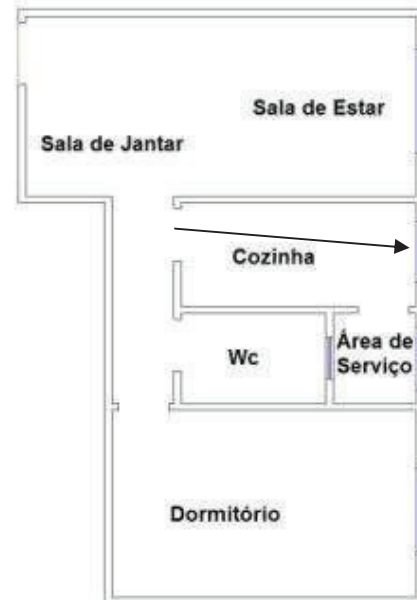 Sala de Estar
Sala de Jantar
Cozinha
Wc
Área de
Serviço
Dormitório